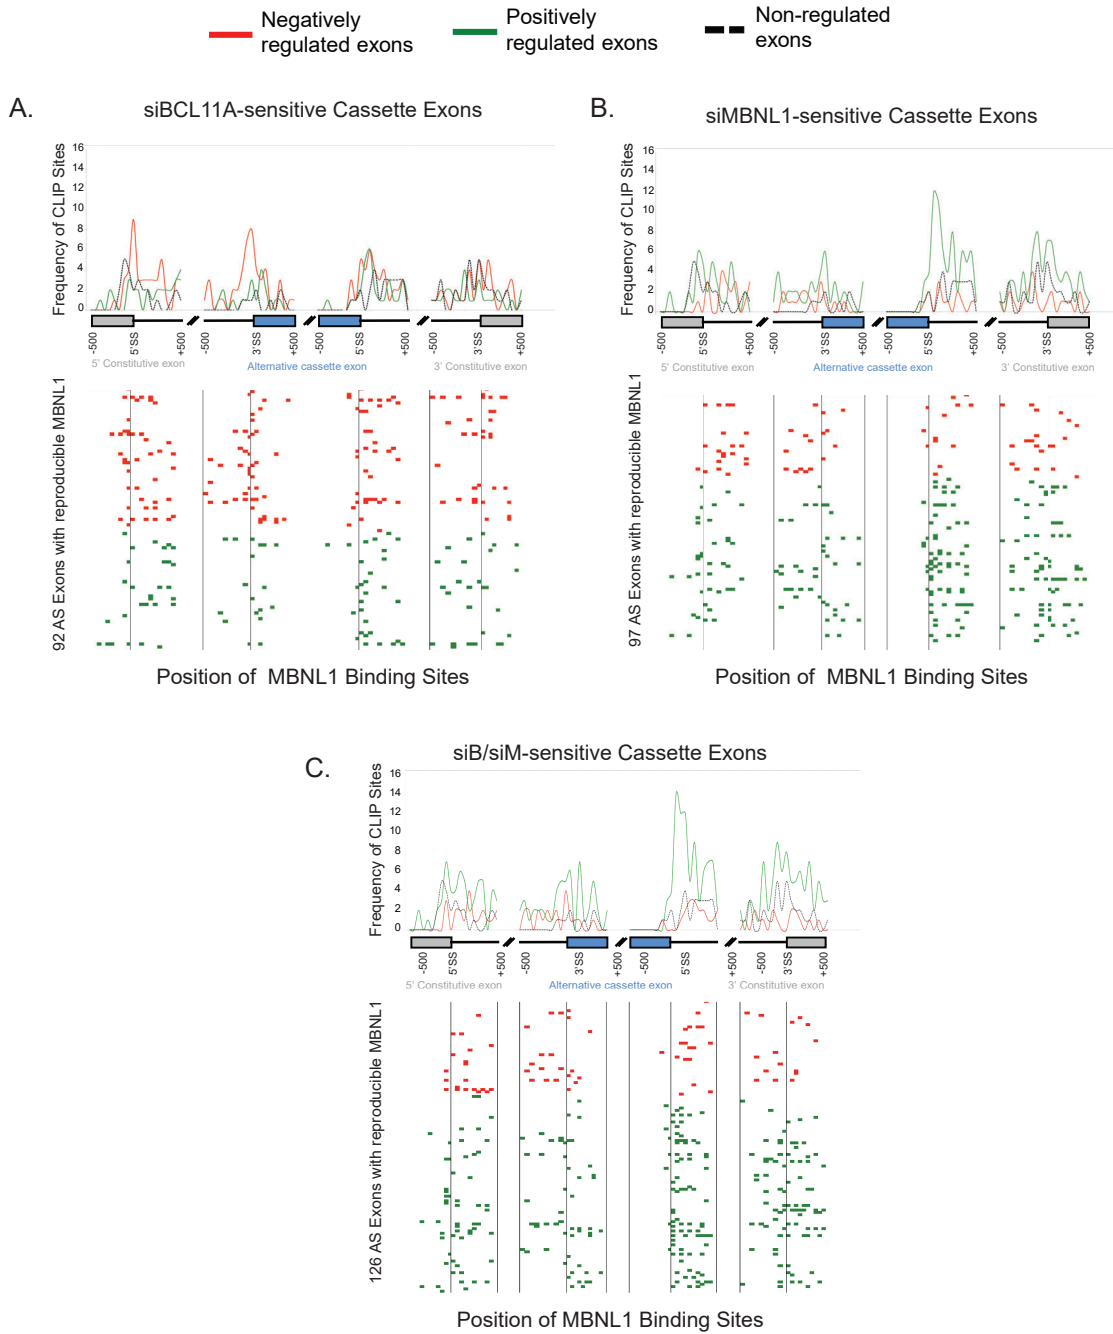 Negatively
regulated exons
Positively
regulated exons
Non-regulated
exons
A.
siBCL11A-sensitive Cassette Exons
Frequency of CLIP Sites
16
14
12
10
8
6
4
2
0
-500
5'SS
+500
-500
3'SS
500
-500
5'SS
+500
-500
3'SS
500
5' Constitutive exon
Alternative cassette exon
3' Constitutive exon
92 AS Exons with reproducible MBNL1
Position of MBNL1 Binding Sites
B.
siMBNL1-sensitive Cassette Exons
Frequency of CLIP Sites
16
14
12
10
8
6
4
2
0
-500
5'SS
+500
-500
3'SS
500
-500
5'SS
+500
-500
3'SS
+500
5' Constitutive exon
Alternative cassette exon
3' Constitutive exon
97 AS Exons with reproducible MBNL1
Position of MBNL1 Binding Sites
C.
siB/siM-sensitive Cassette Exons
Frequency of CLIP Sites
16
14
12
10
8
6
4
2
0
-500
5'SS
+500
-500
3'SS
+500
-500
5'SS
+500
-500
3'SS
+500
5' Constitutive exon
Alternative cassette exon
3' Constitutive exon
126 AS Exons with reproducible MBNL1
Position of MBNL1 Binding Sites